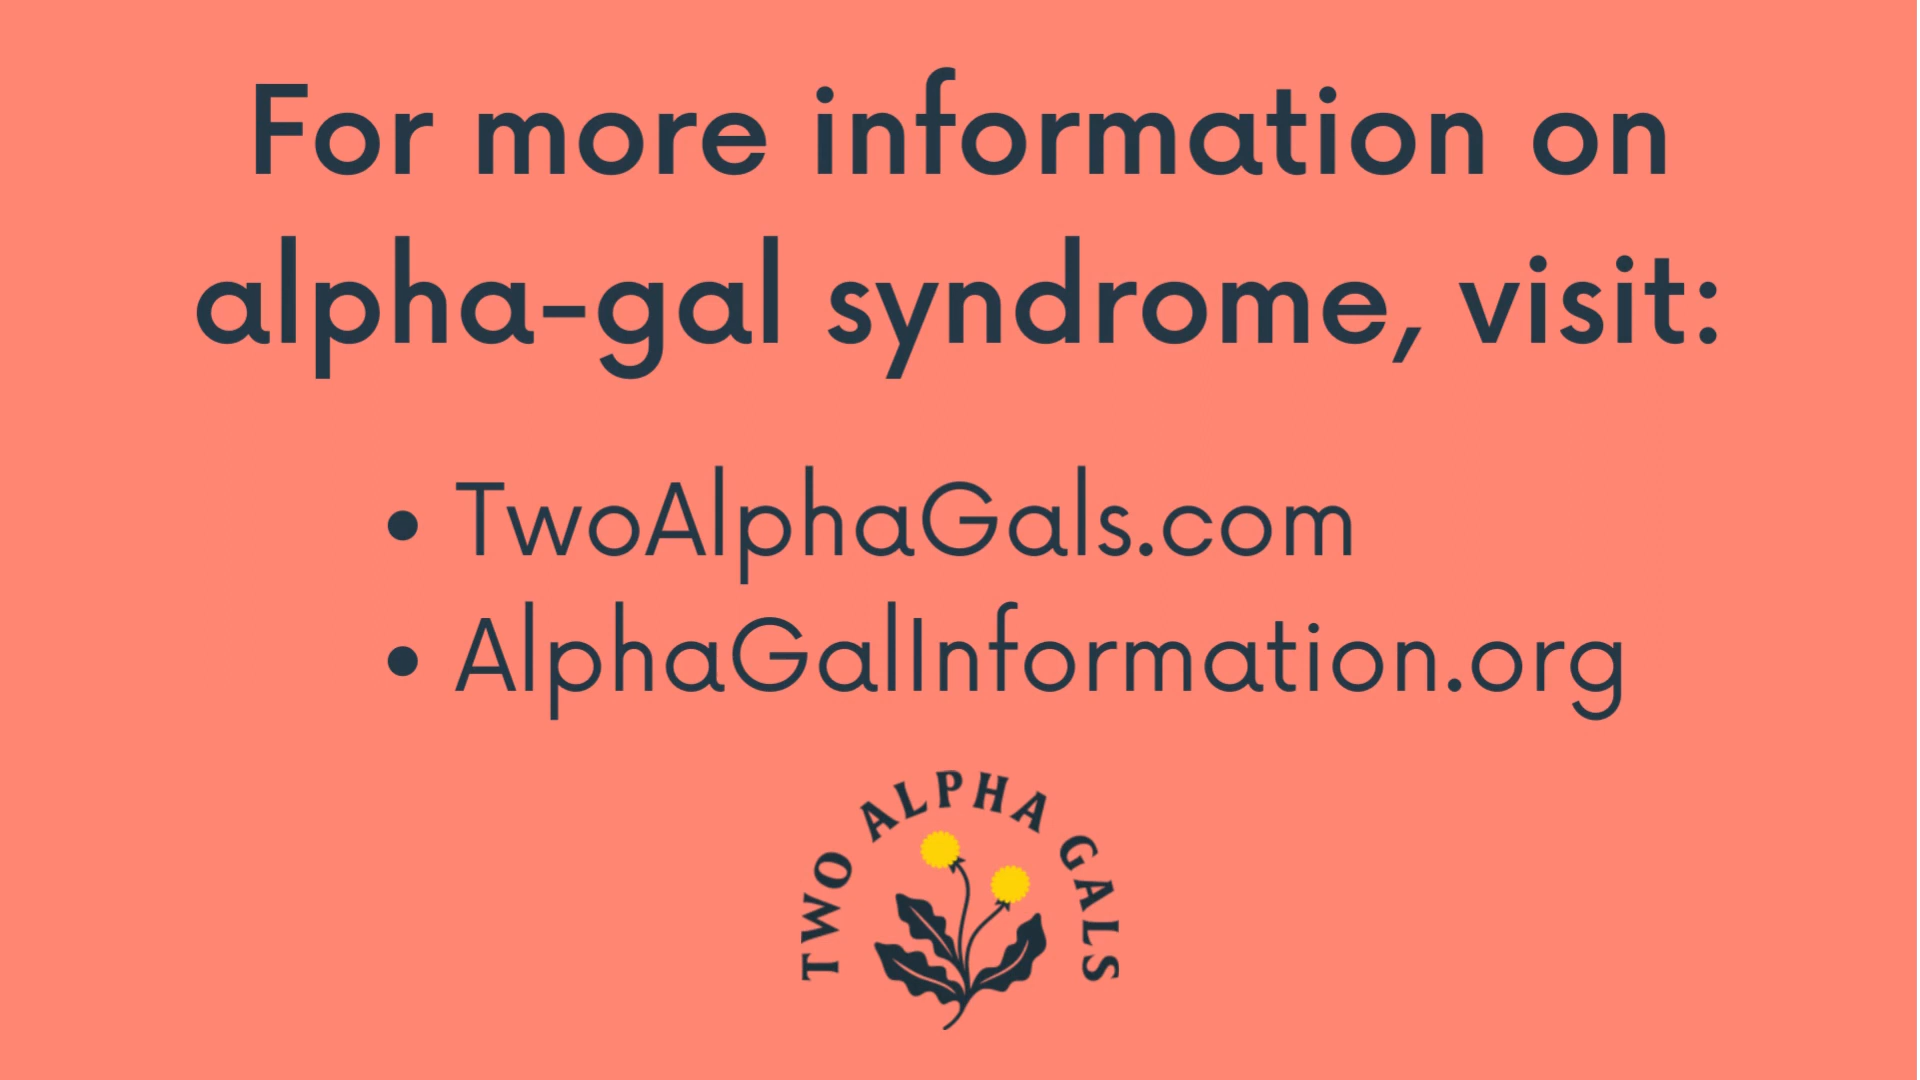 For more information on
alpha-gal syndrome, visit:
• TwoAlphaGals.com
• AlphaGalInformation.org
TWO ALPHA GALS